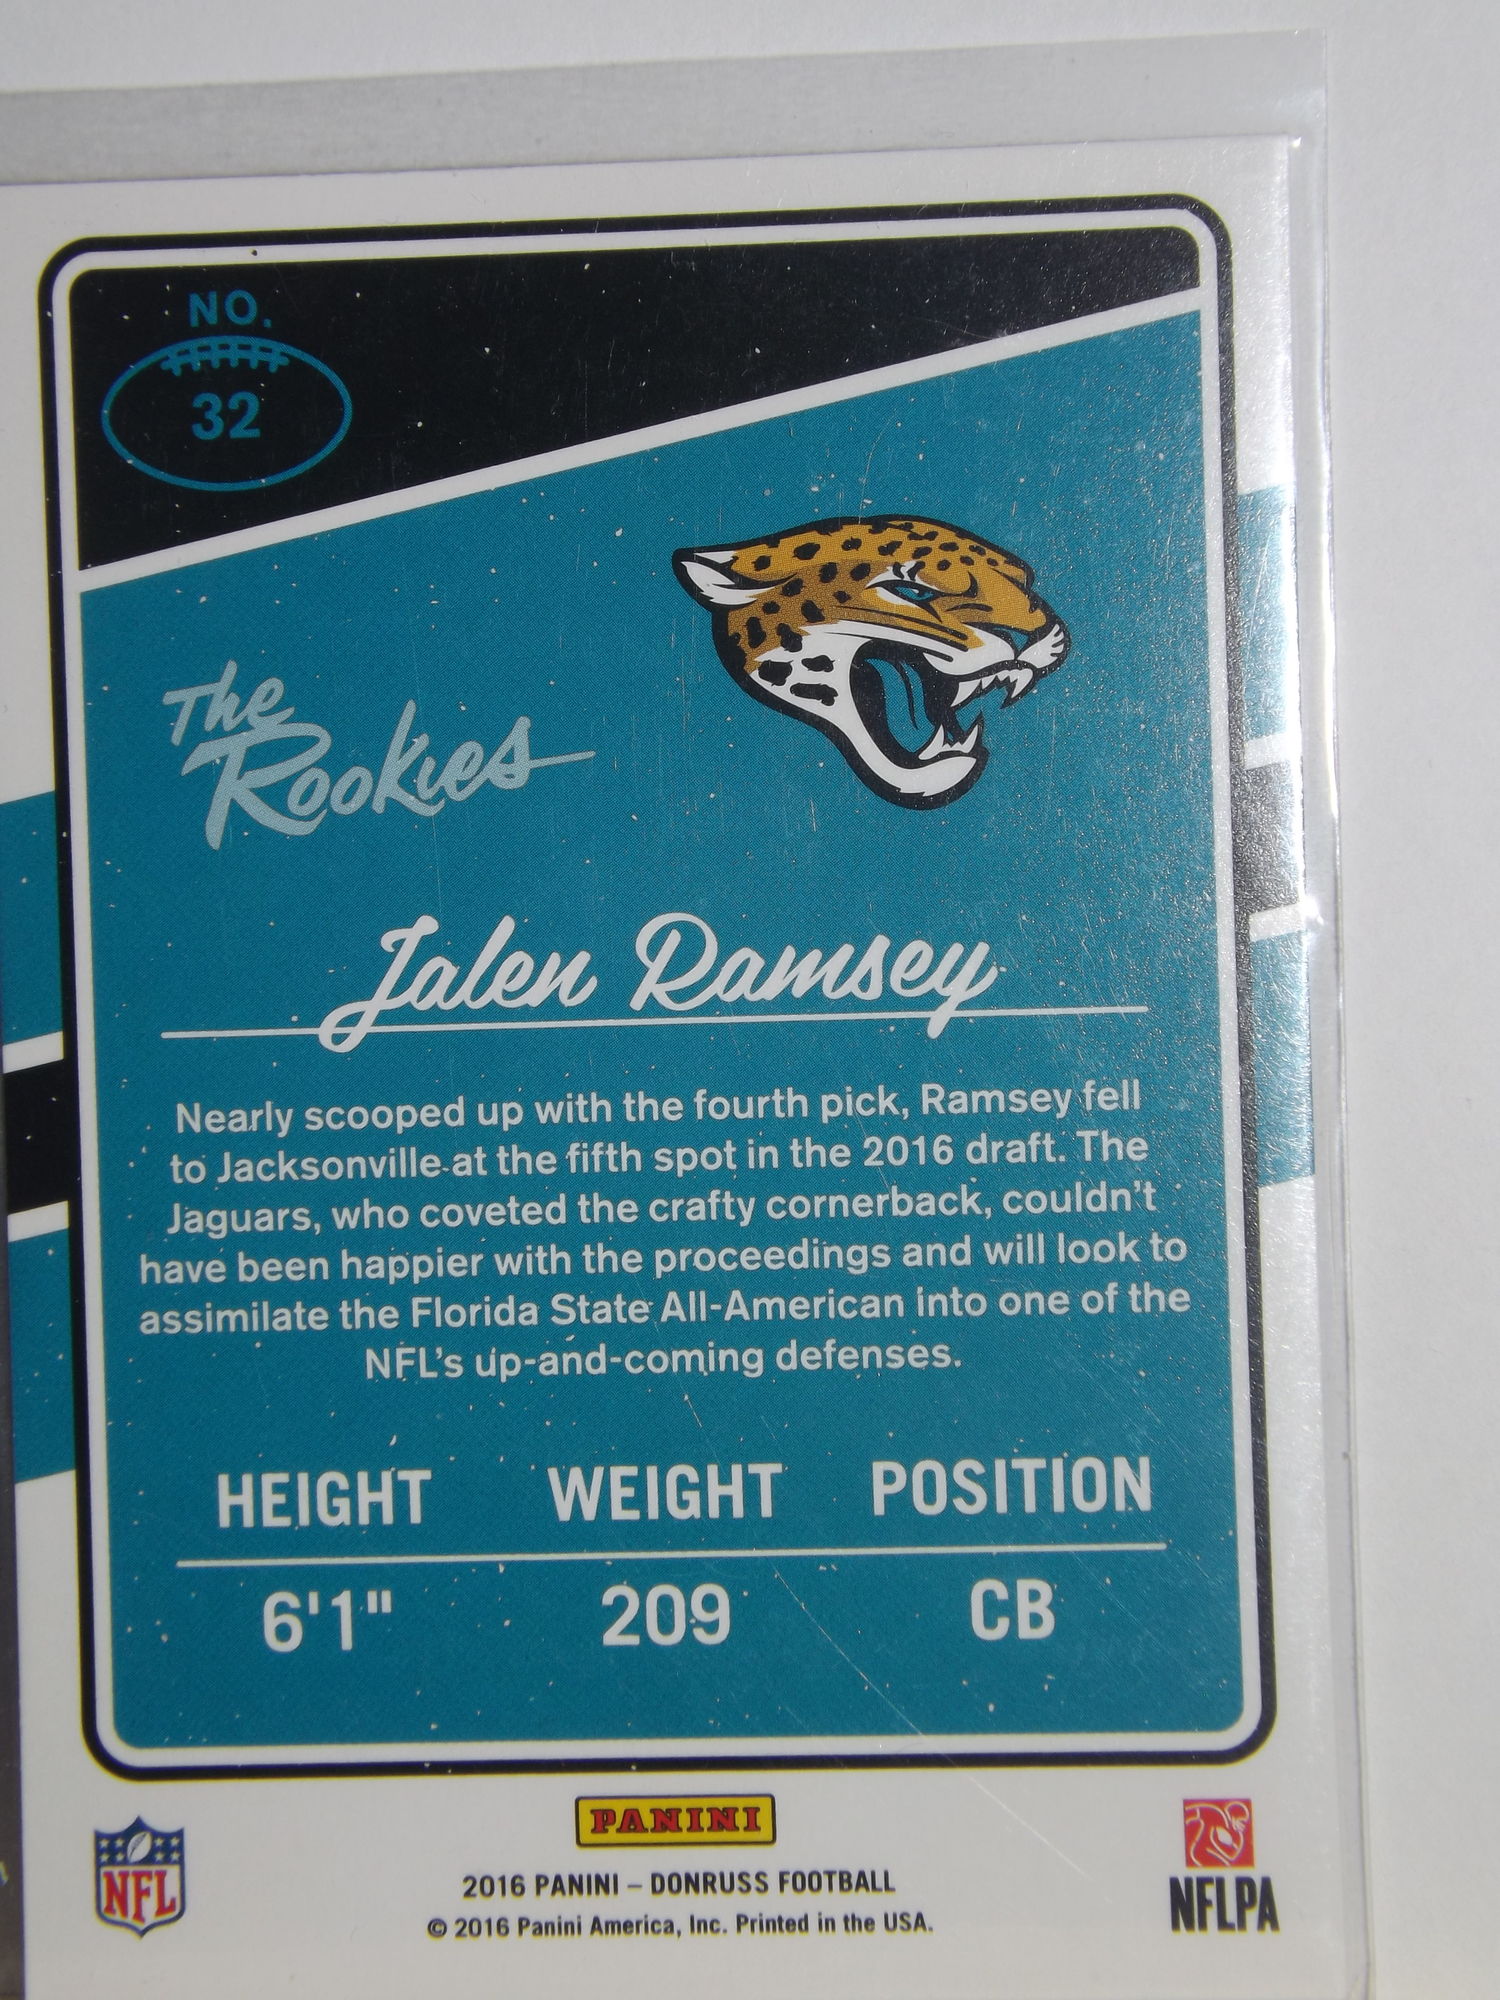 NO.
32
The
Rookies
Jalen Ramsey
Nearly scooped up with the fourth pick, Ramsey fell
to Jacksonville at the fifth spot in the 2016 draft. The
Jaguars, who coveted the crafty cornerback, couldn't
have been happier with the proceedings and will look to
assimilate the Florida State All-American into one of the
NFL's up-and-coming defenses.
HEIGHT WEIGHT POSITION
6'1" 209 CB
PANINI
NFL
2016 PANINI – DONRUSS FOOTBALL
© 2016 Panini America, Inc. Printed in the USA.
NFLPA